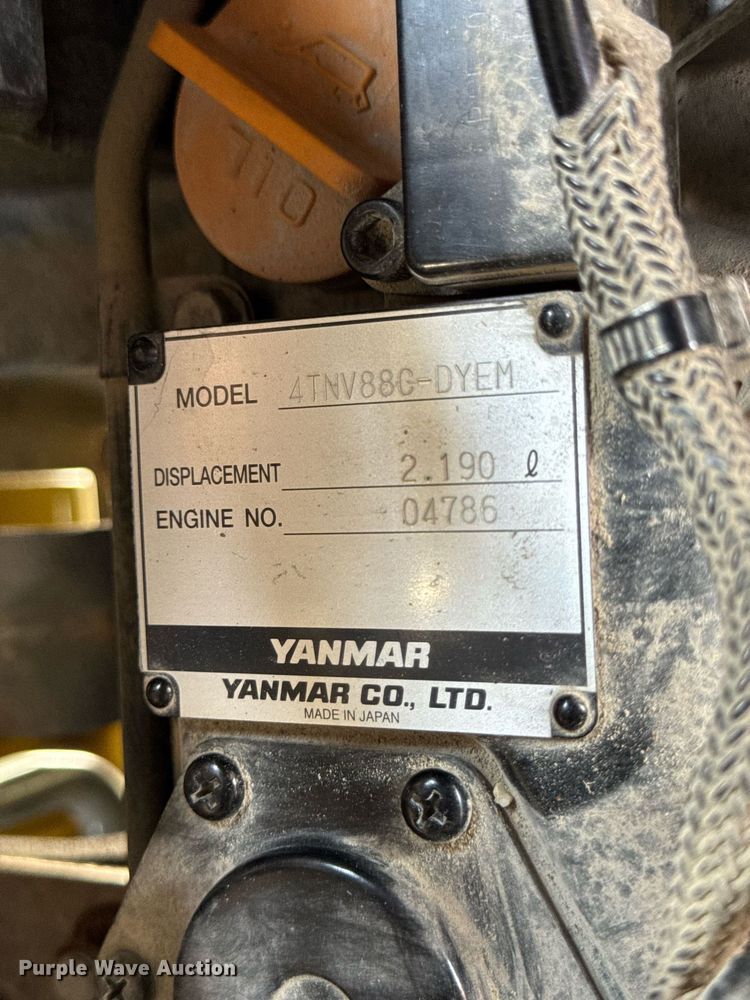 OIL
MODEL 4TNV88C-DYEM
DISPLACEMENT 2.190 ℓ
ENGINE NO. 04786
YANMAR
YANMAR CO., LTD.
MADE IN JAPAN
Purple Wave Auction